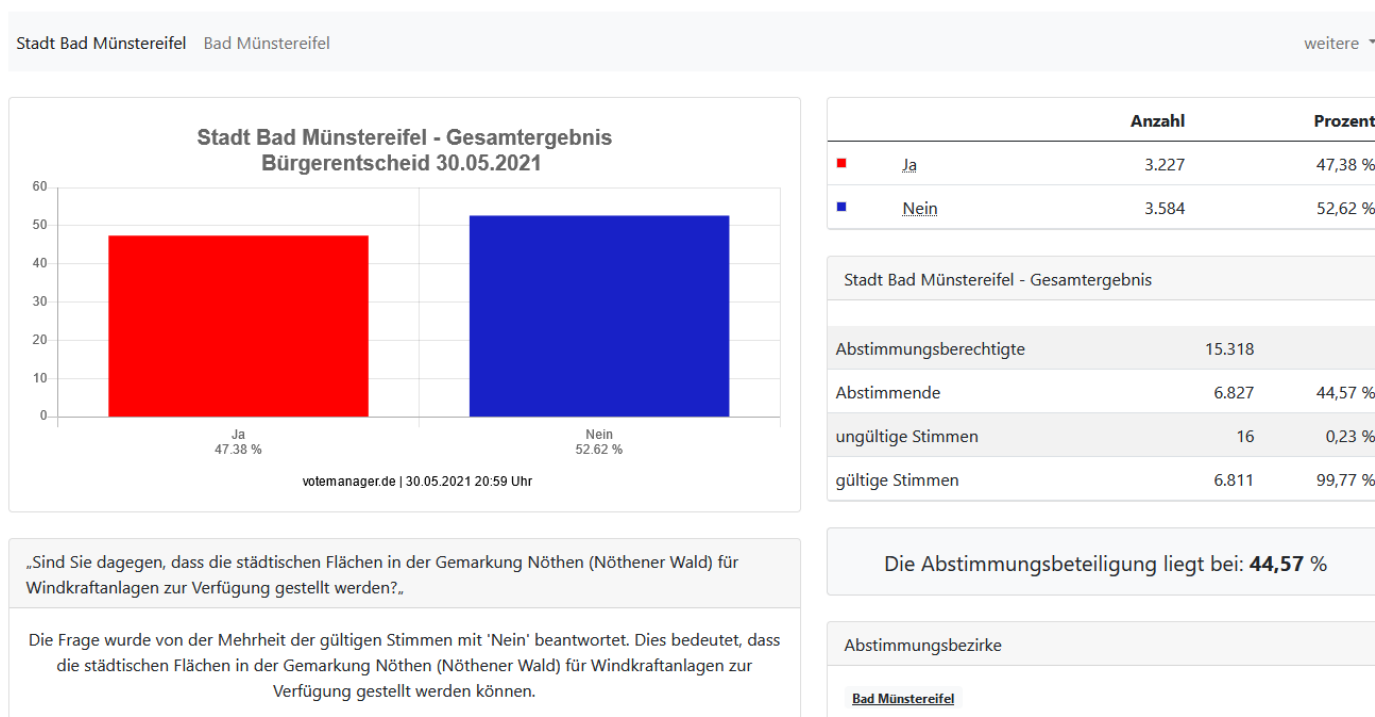 Stadt Bad Münstereifel Bad Münstereifel weitere
Stadt Bad Münstereifel - Gesamtergebnis
Bürgerentscheid 30.05.2021
60
50
40
30
20
10
0
Ja
47.38 %
Nein
52.62 %
votemanager.de | 30.05.2021 20:59 Uhr
„Sind Sie dagegen, dass die städtischen Flächen in der Gemarkung Nöthen (Nöthener Wald) für
Windkraftanlagen zur Verfügung gestellt werden?„
Die Frage wurde von der Mehrheit der gültigen Stimmen mit 'Nein' beantwortet. Dies bedeutet, dass
die städtischen Flächen in der Gemarkung Nöthen (Nöthener Wald) für Windkraftanlagen zur
Verfügung gestellt werden können.
Anzahl Prozent
Ja 3.227 47,38 %
Nein 3.584 52,62 %
Stadt Bad Münstereifel - Gesamtergebnis
Abstimmungsberechtigte 15.318
Abstimmende 6.827 44,57 %
ungültige Stimmen 16 0,23 %
gültige Stimmen 6.811 99,77 %
Die Abstimmungsbeteiligung liegt bei: 44,57 %
Abstimmungsbezirke
Bad Münstereifel